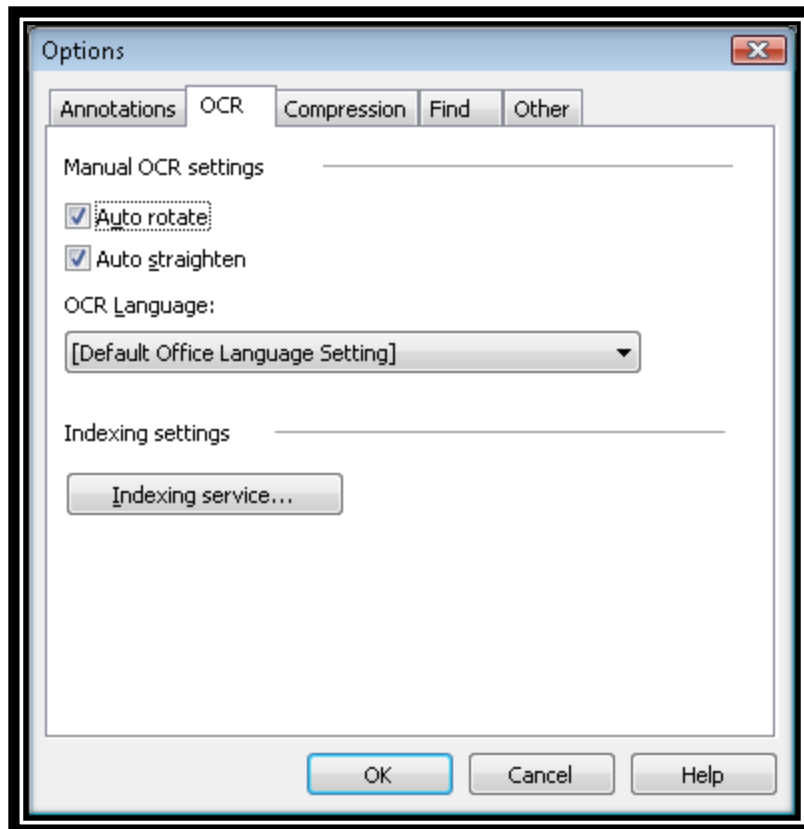 Options
Annotations OCR Compression Find Other
Manual OCR settings
Auto rotate
Auto straighten
OCR Language:
[Default Office Language Setting]
Indexing settings
Indexing service...
OK Cancel Help